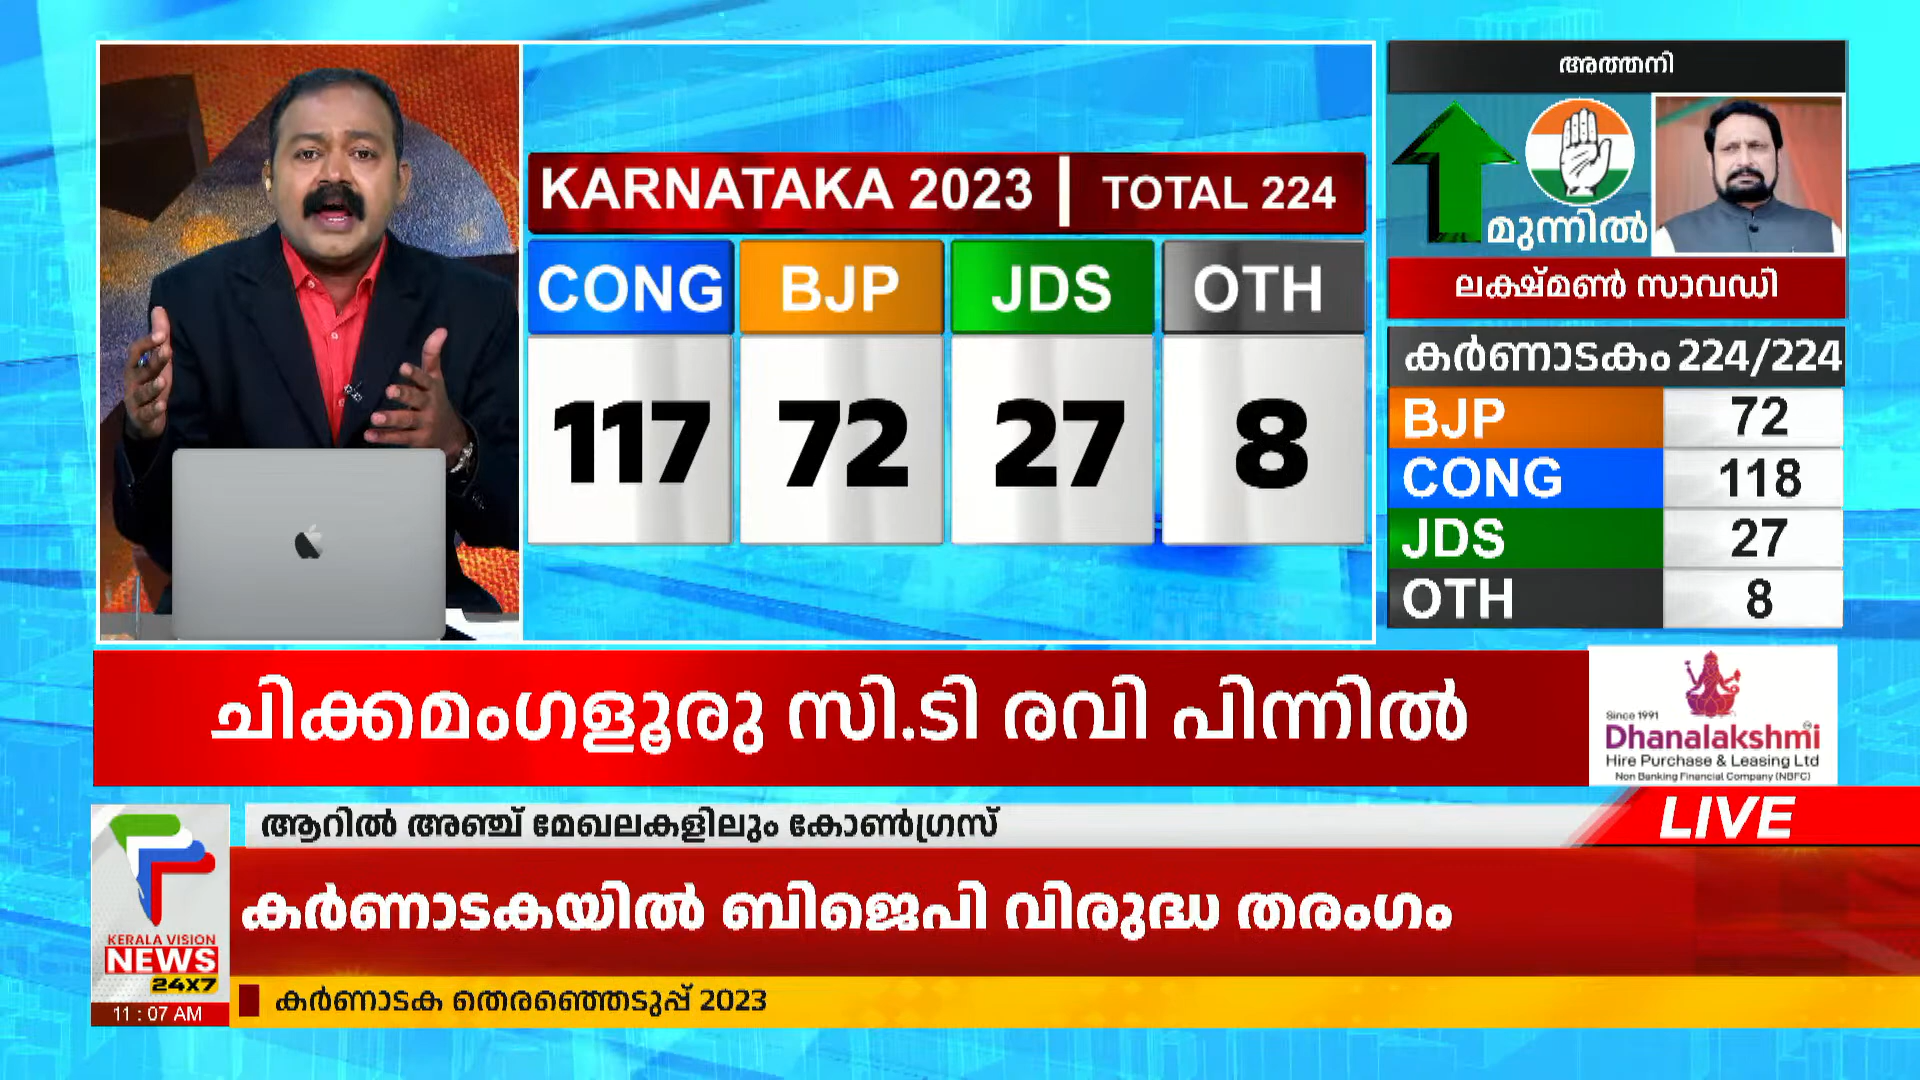 KARNATAKA 2023 | TOTAL 224
CONG BJP JDS OTH
117 72 27 8
അത്തനി
മുന്നിൽ
ലക്ഷ്മൺ സാവഡി
കർണാടകം 224/224
BJP 72
CONG 118
JDS 27
OTH 8
ചിക്കമംഗളൂരു സി.ടി രവി പിന്നിൽ
Since 1991
Dhanalakshmi
Hire Purchase & Leasing Ltd
Non Banking Financial Company (NBFC)
ആറിൽ അഞ്ച് മേഖലകളിലും കോൺഗ്രസ്
LIVE
കർണാടകയിൽ ബിജെപി വിരുദ്ധ തരംഗം
KERALA VISION
NEWS
24X7
11 : 07 AM
കർണാടക തെരഞ്ഞെടുപ്പ് 2023